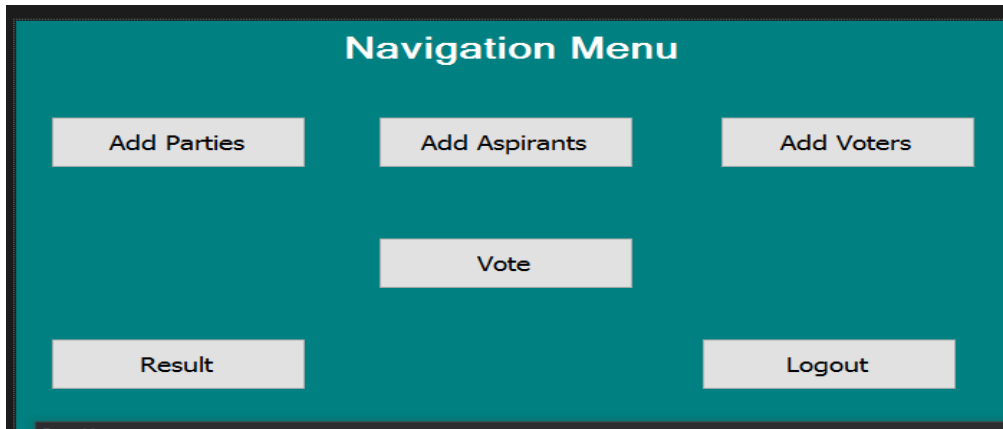 Navigation Menu
Add Parties
Add Aspirants
Add Voters
Vote
Result
Logout